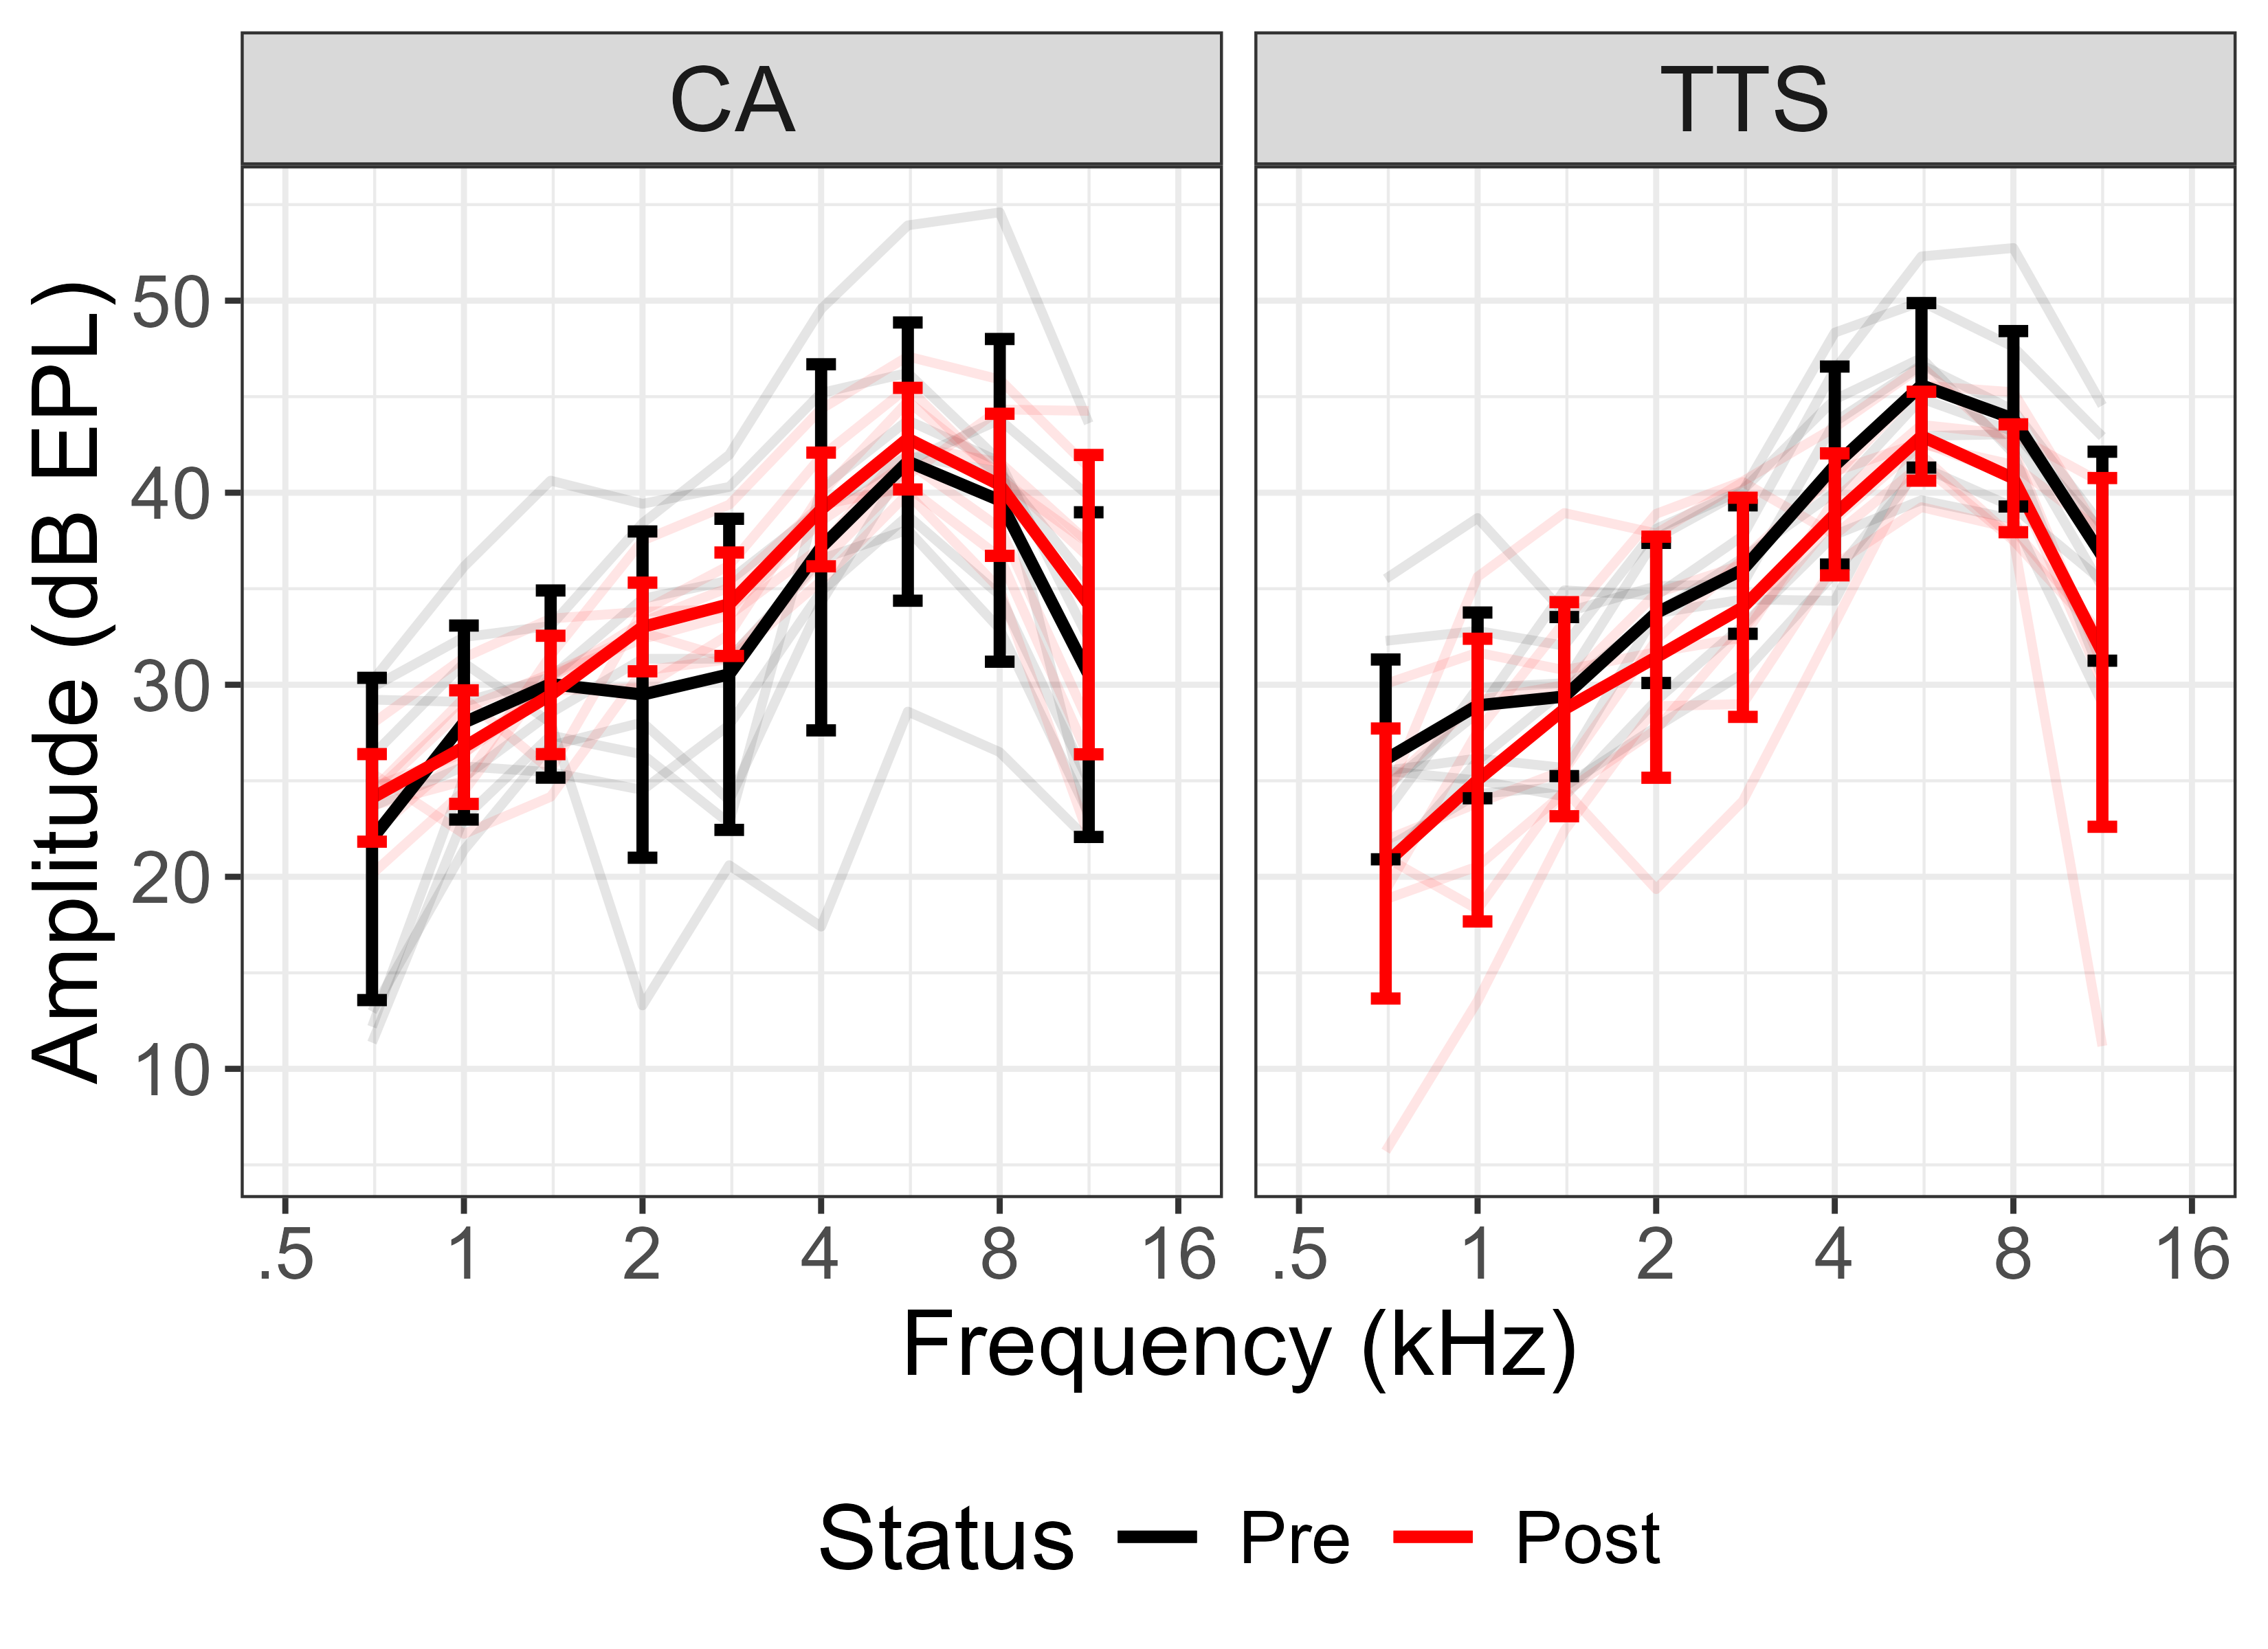 CA
TTS
Amplitude (dB EPL)
50
40
30
20
10
.5 1 2 4 8 16
.5 1 2 4 8 16
Frequency (kHz)
Status Pre Post